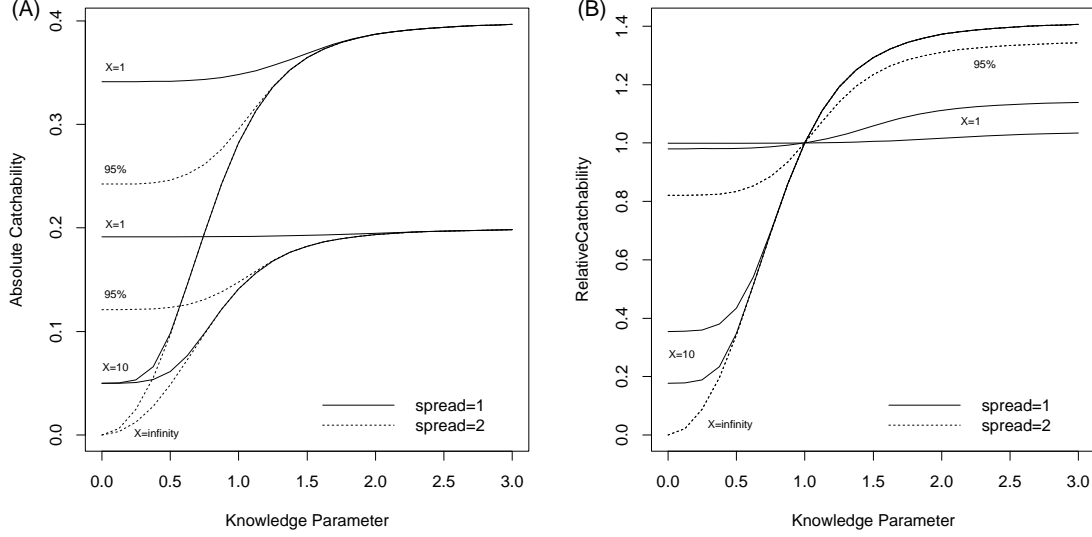 (A)
Absolute Catchability
0.4
0.3
0.2
0.1
0.0
X=1
95%
X=1
95%
X=10
X=infinity
spread=1
spread=2
0.0 0.5 1.0 1.5 2.0 2.5 3.0
Knowledge Parameter
(B)
RelativeCatchability
1.4
1.2
1.0
0.8
0.6
0.4
0.2
0.0
95%
X=1
X=10
X=infinity
spread=1
spread=2
0.0 0.5 1.0 1.5 2.0 2.5 3.0
Knowledge Parameter